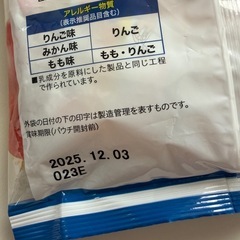 アレルギー物質
(表示推奨品目含む)
りんご味 りんご
みかん味
もも味 もも・りんご
■乳成分を原料にした製品と同じ工程
で作られています。
外袋の日付の下の印字は製造管理を表すものです。
賞味期限(パウチ開封前)
2025.12.03
023E